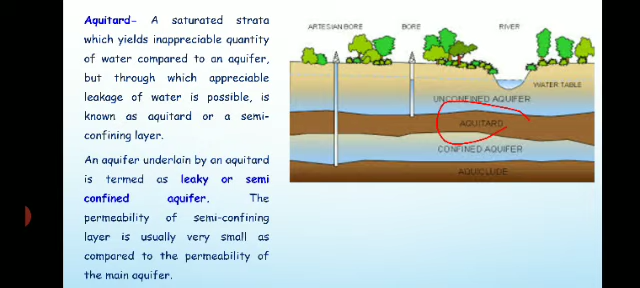 Aquitard– A saturated strata
which yields inappreciable quantity
of water compared to an aquifer,
but through which appreciable
leakage of water is possible, is
known as aquitard or a semi-
confining layer.
An aquifer underlain by an aquitard
is termed as leaky or semi
confined aquifer. The
permeability of semi-confining
layer is usually very small as
compared to the permeability of
the main aquifer.
ARTESIAN BORE BORE RIVER
WATER TABLE
UNCONFINED AQUIFER
AQUITARD
CONFINED AQUIFER
AQUICLUDE